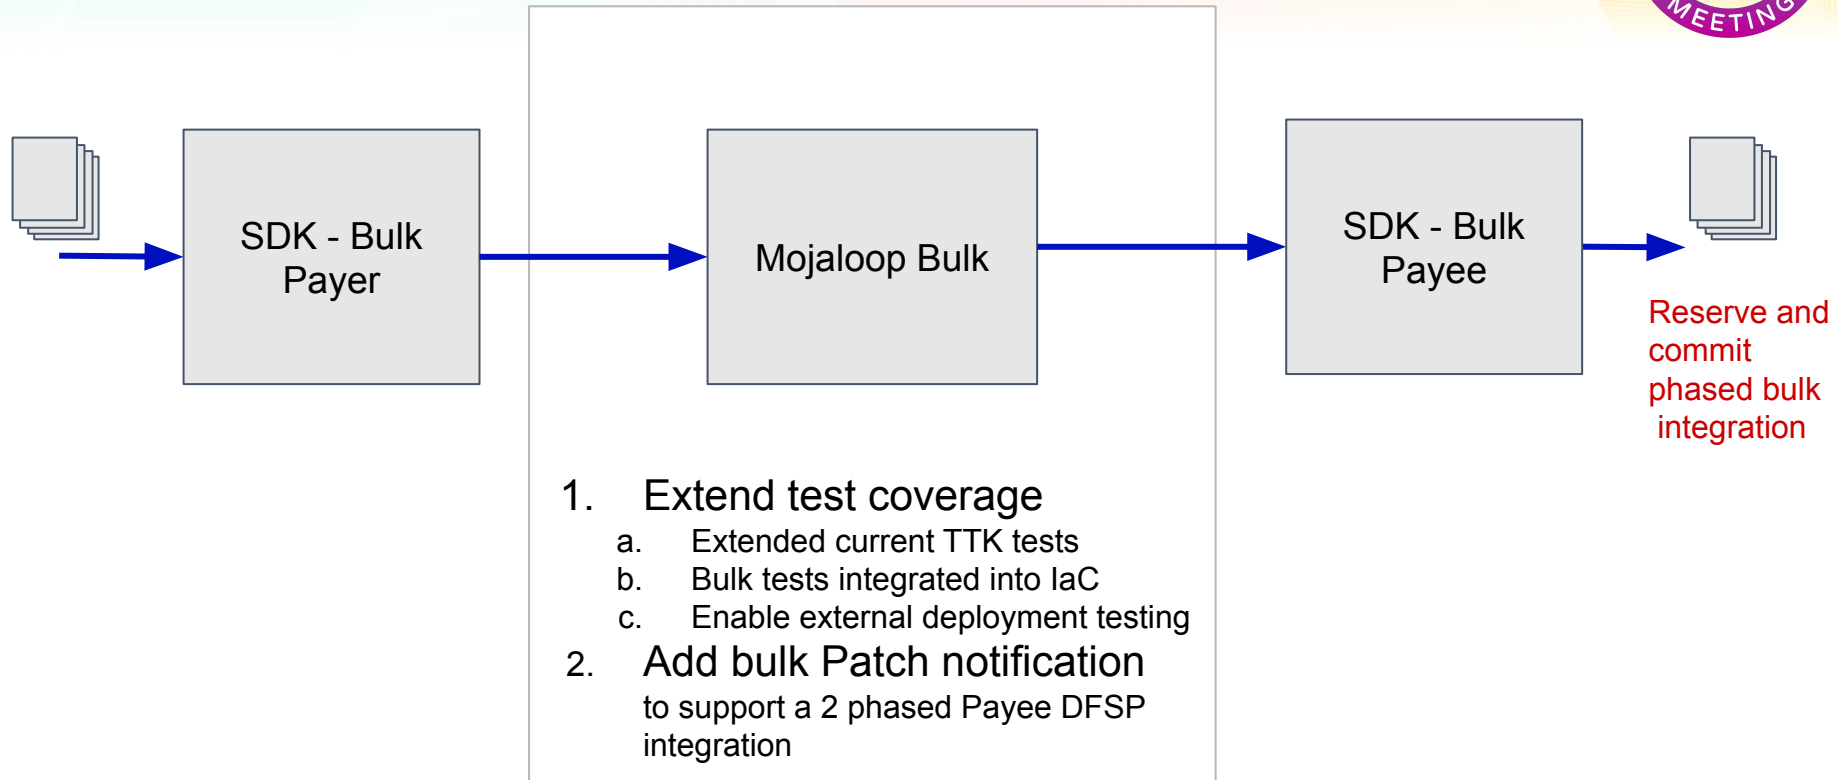 MEETING
SDK - Bulk
Payer
Mojaloop Bulk
SDK - Bulk
Payee
Reserve and
commit
phased bulk
integration
1. Extend test coverage
a. Extended current TTK tests
b. Bulk tests integrated into IaC
c. Enable external deployment testing
2. Add bulk Patch notification
to support a 2 phased Payee DFSP
integration